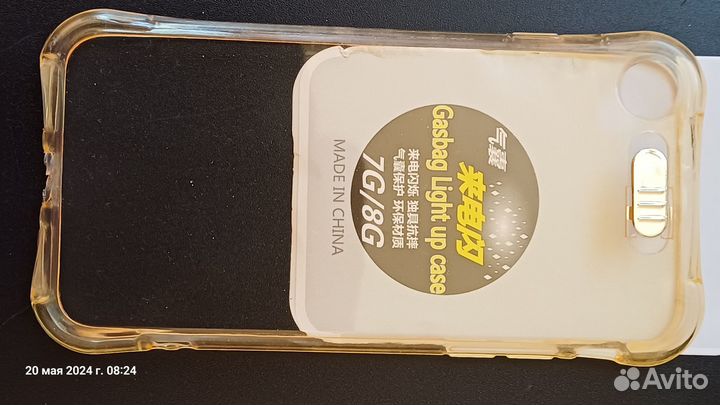 气囊
来电闪
Gasbag Light up case
来电闪烁 独具抗摔
气囊保护 环保材质
7G/8G
MADE IN CHINA
20 мая 2024 г. 08:24
Avito